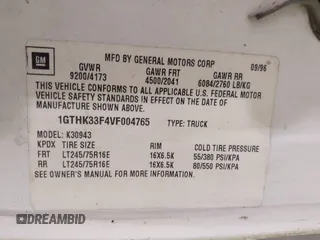 GM
MFD BY GENERAL MOTORS CORP 09/96
GVWR GAWR FRT GAWR RR
9200/4173 4500/2041 6084/2760 LB/KG
THIS VEHICLE CONFORMS TO ALL APPLICABLE U.S. FEDERAL MOTOR
VEHICLE SAFETY STANDARDS IN EFFECT ON THE DATE OF
MANUFACTURE SHOWN ABOVE.
1GTHK33F4VF004765 TYPE: TRUCK
MODEL: K30943
KPDX TIRE SIZE RIM COLD TIRE PRESSURE
FRT LT245/75R16E 16X6.5K 55/380 PSI/KPA
RR LT245/75R16E 16X6.5K 80/550 PSI/KPA
SEE OWNER'S MANUAL FOR MORE INFORMATION
DREAMBID